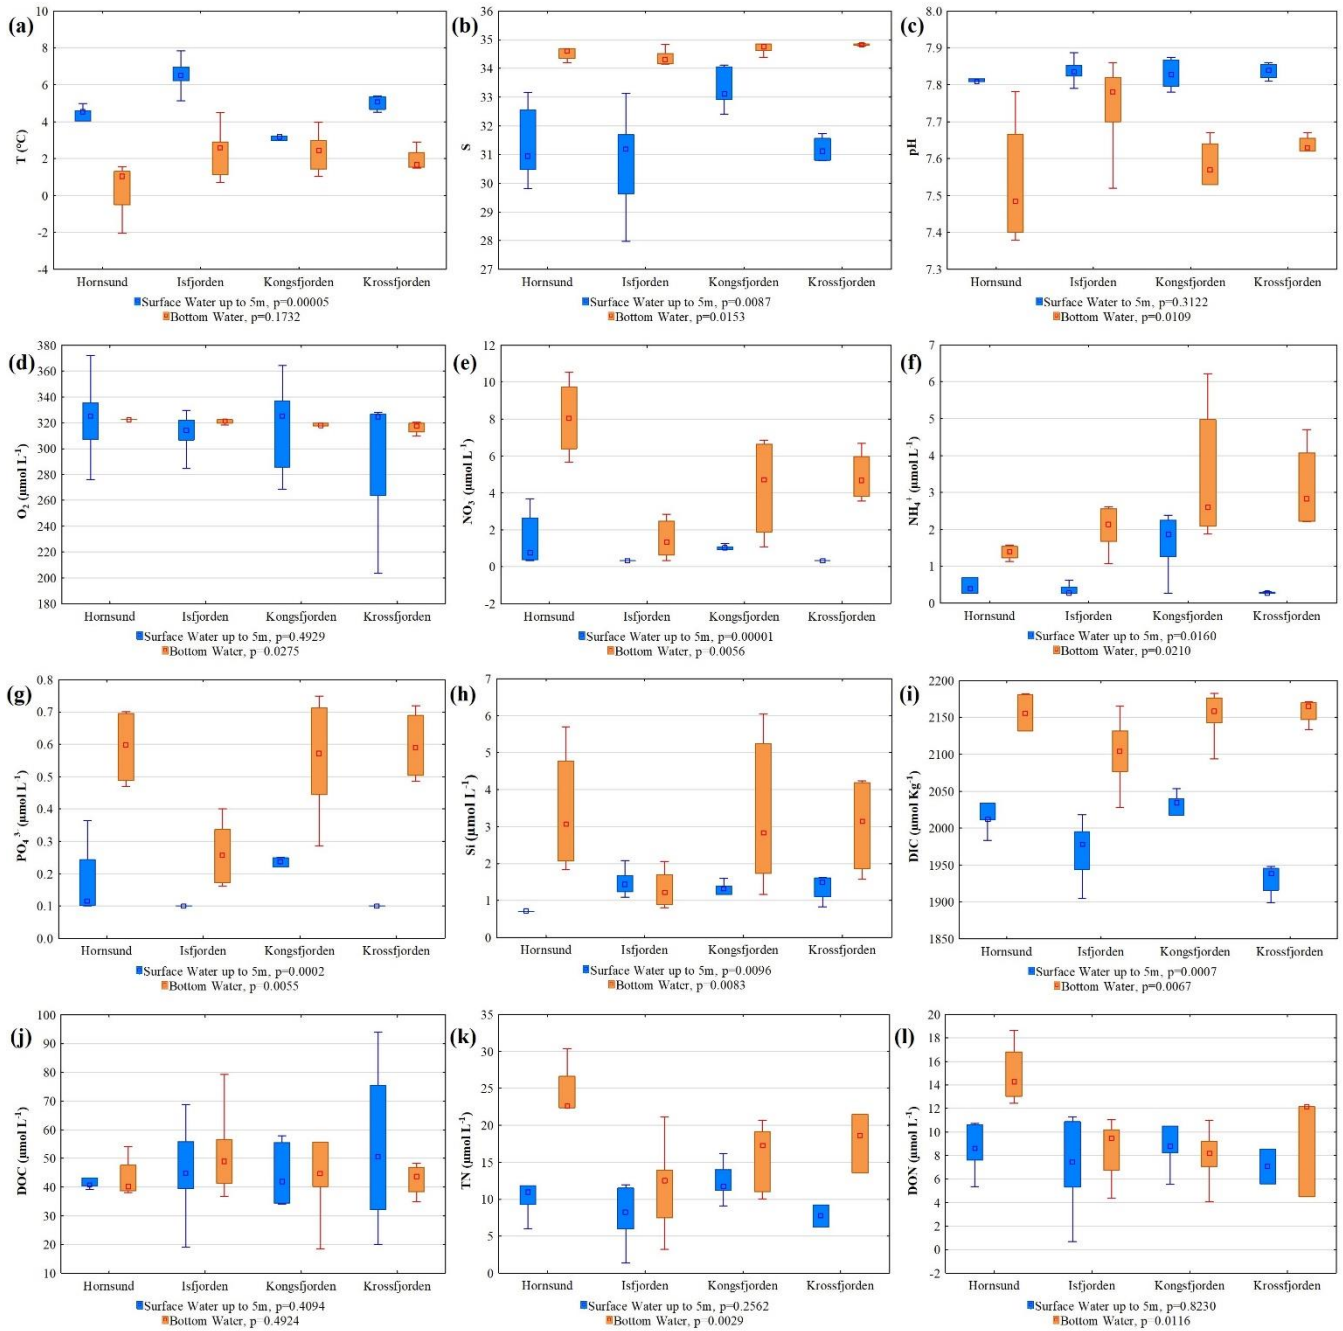 (a)
T (°C)
10
8
6
4
2
0
-2
-4
Hornsund Isfjorden Kongsfjorden Krossfjorden
Surface Water up to 5m, p=0.00005
Bottom Water, p=0.1732
(b)
S
36
35
34
33
32
31
30
29
28
27
Hornsund Isfjorden Kongsfjorden Krossfjorden
Surface Water up to 5m, p=0.0087
Bottom Water, p=0.0153
(c)
pH
8.0
7.9
7.8
7.7
7.6
7.5
7.4
7.3
Hornsund Isfjorden Kongsfjorden Krossfjorden
Surface Water up to 5m, p=0.3122
Bottom Water, p=0.0109
(d)
O₂ (μmol L⁻¹)
380
360
340
320
300
280
260
240
220
200
180
Hornsund Isfjorden Kongsfjorden Krossfjorden
Surface Water up to 5m, p=0.4929
Bottom Water, p=0.0275
(e)
NO₃ (μmol L⁻¹)
12
10
8
6
4
2
0
-2
Hornsund Isfjorden Kongsfjorden Krossfjorden
Surface Water up to 5m, p=0.00001
Bottom Water, p=0.0056
(f)
NH₄⁺ (μmol L⁻¹)
7
6
5
4
3
2
1
0
Hornsund Isfjorden Kongsfjorden Krossfjorden
Surface Water up to 5m, p=0.0160
Bottom Water, p=0.0210
(g)
PO₄³⁻ (μmol L⁻¹)
0.8
0.7
0.6
0.5
0.4
0.3
0.2
0.1
0.0
Hornsund Isfjorden Kongsfjorden Krossfjorden
Surface Water up to 5m, p=0.0002
Bottom Water, p=0.0055
(h)
Si (μmol L⁻¹)
7
6
5
4
3
2
1
0
Hornsund Isfjorden Kongsfjorden Krossfjorden
Surface Water up to 5m, p=0.0096
Bottom Water, p=0.0083
(i)
DIC (μmol Kg⁻¹)
2200
2150
2100
2050
2000
1950
1900
1850
Hornsund Isfjorden Kongsfjorden Krossfjorden
Surface Water up to 5m, p=0.0007
Bottom Water, p=0.0067
(j)
DOC (μmol L⁻¹)
100
90
80
70
60
50
40
30
20
10
Hornsund Isfjorden Kongsfjorden Krossfjorden
Surface Water up to 5m, p=0.4094
Bottom Water, p=0.4924
(k)
TN (μmol L⁻¹)
35
30
25
20
15
10
5
0
Hornsund Isfjorden Kongsfjorden Krossfjorden
Surface Water up to 5m, p=0.2562
Bottom Water, p=0.0029
(l)
DON (μmol L⁻¹)
20
18
16
14
12
10
8
6
4
2
0
-2
Hornsund Isfjorden Kongsfjorden Krossfjorden
Surface Water up to 5m, p=0.8230
Bottom Water, p=0.0116